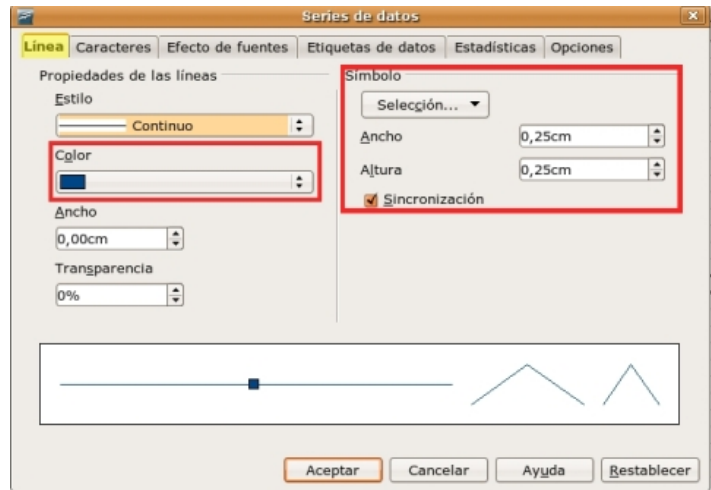 Series de datos
Línea Caracteres Efecto de fuentes Etiquetas de datos Estadísticas Opciones
Propiedades de las líneas
Estilo
Continuo
Color
Ancho
0,00cm
Transparencia
0%
Símbolo
Selección...
Ancho 0,25cm
Altura 0,25cm
Sincronización
Aceptar Cancelar Ayuda Restablecer